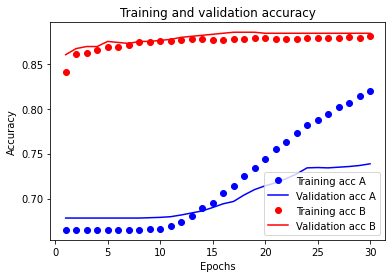 Training and validation accuracy
Accuracy
0.85
0.80
0.75
0.70
0
5
10
15
20
25
30
Epochs
Training acc A
Validation acc A
Training acc B
Validation acc B